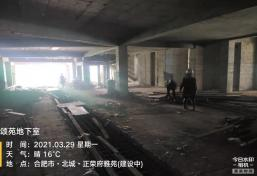 颂苑地下室
时 间：2021.03.29 星期一
天 气：晴 16℃
地 点：合肥市·北城·正荣府雅苑(建设中)
今日水印
相机